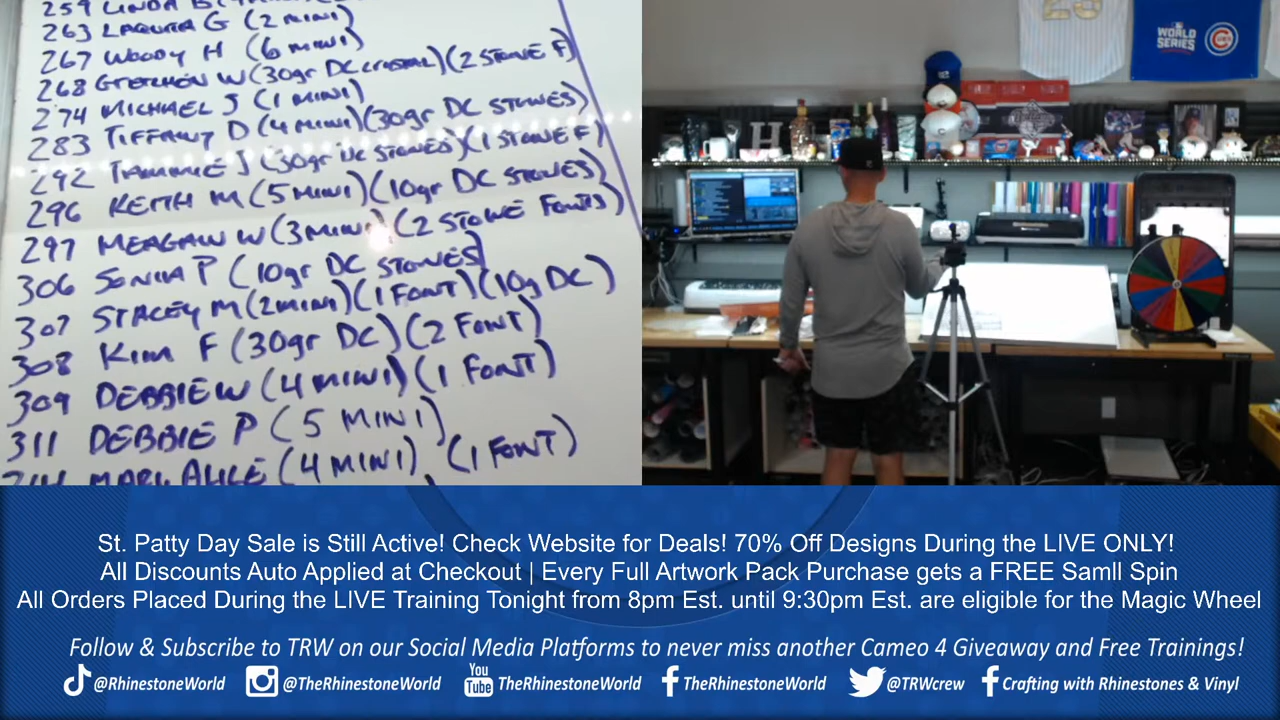 259 LINDA B
263 LAQUITA G (2 MINI)
267 WOODY H (6 MINI)
268 GRETCHEN W (30gr DC CRYSTAL) (2 STONE F)
274 MICHAEL J (1 MINI)
283 TIFFANY D (4 MINI) (30gr DC STONES)
292 TAMMIE J (30gr DC STONES) (1 STONE F)
296 KEITH M (5 MINI) (10gr DC STONES)
297 MEAGAN W (3 MINI) (2 STONE FONTS)
306 SONIA P (10gr DC STONES)
307 STACEY M (2 MINI) (1 FONT) (10g DC)
308 KIM F (30gr DC) (2 FONT)
309 DEBBIE W (4 MINI) (1 FONT)
311 DEBBIE P (5 MINI)
MARY ALICE (4 MINI) (1 FONT)
23
WORLD
SERIES
CUBS
H
St. Patty Day Sale is Still Active! Check Website for Deals! 70% Off Designs During the LIVE ONLY!
All Discounts Auto Applied at Checkout | Every Full Artwork Pack Purchase gets a FREE Samll Spin
All Orders Placed During the LIVE Training Tonight from 8pm Est. until 9:30pm Est. are eligible for the Magic Wheel
Follow & Subscribe to TRW on our Social Media Platforms to never miss another Cameo 4 Giveaway and Free Trainings!
@RhinestoneWorld @TheRhinestoneWorld You Tube TheRhinestoneWorld TheRhinestoneWorld @TRWcrew Crafting with Rhinestones & Vinyl